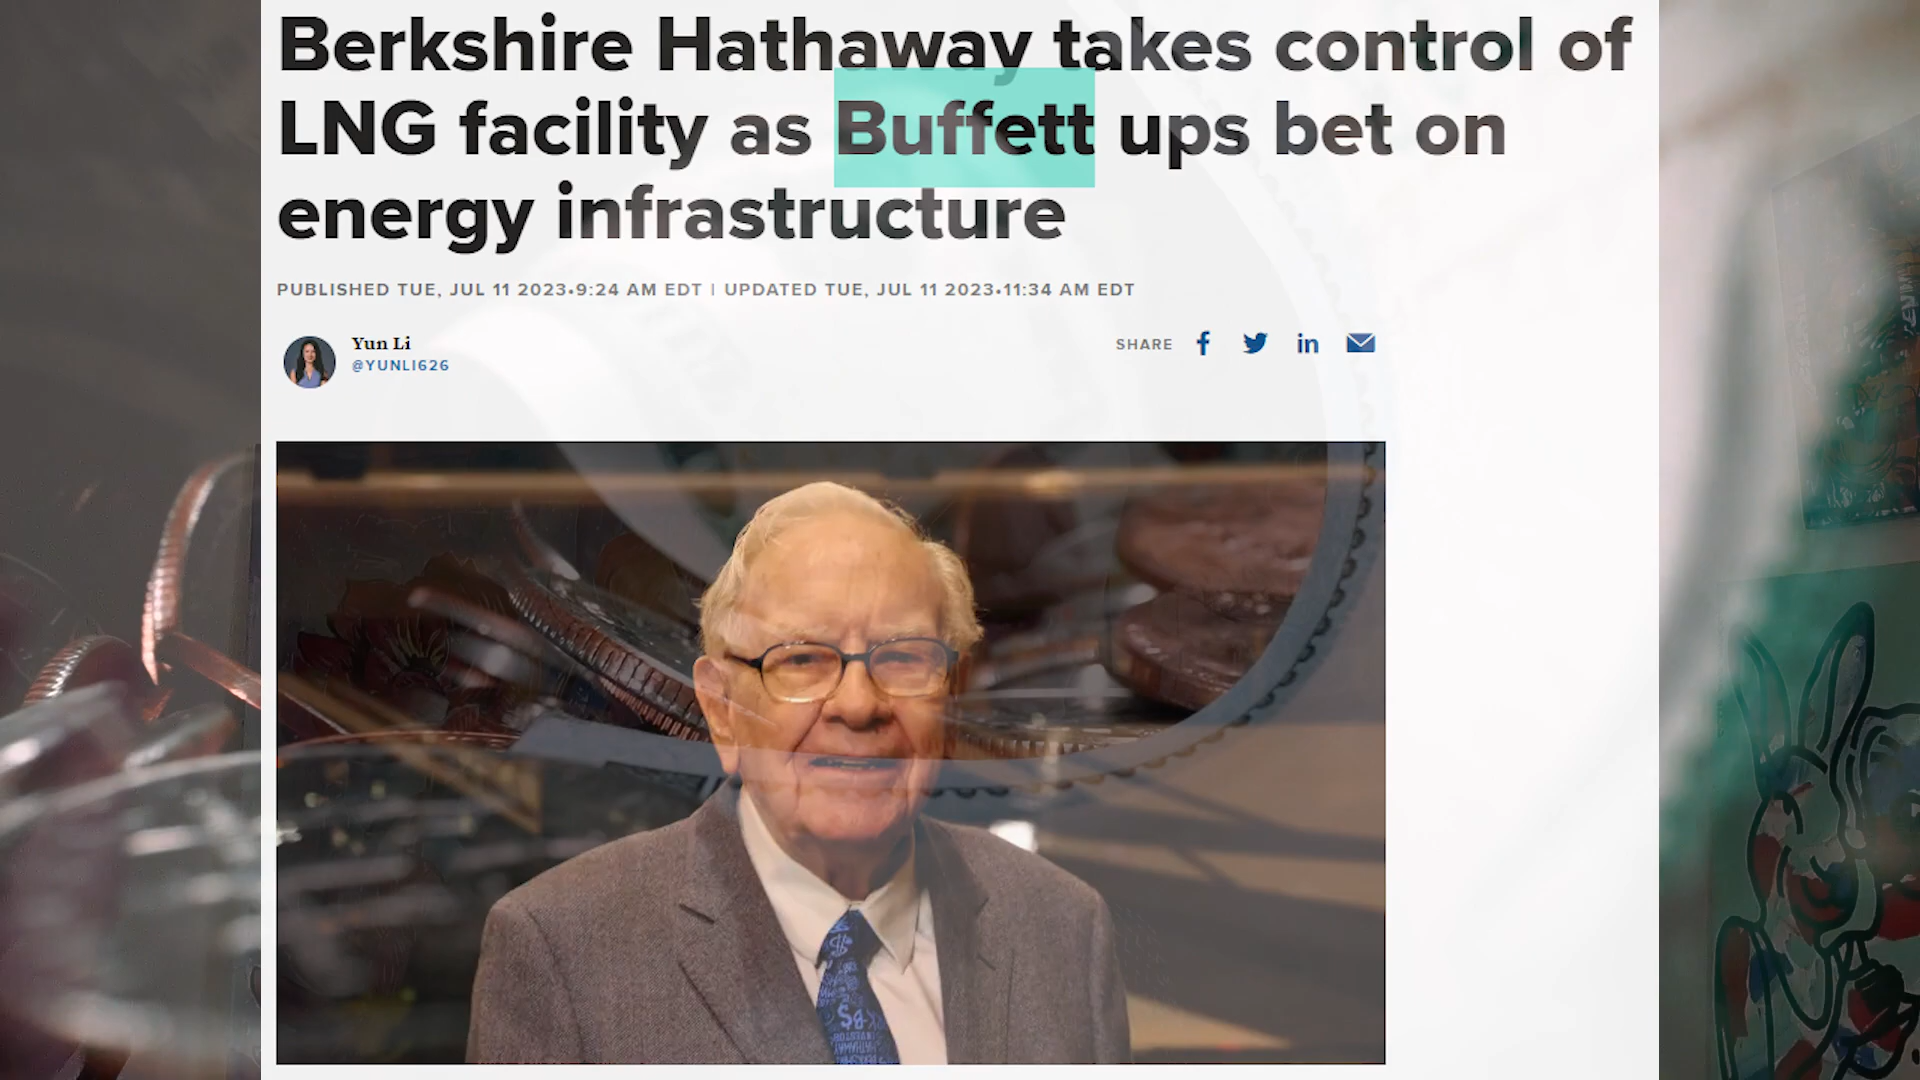 Berkshire Hathaway takes control of
LNG facility as Buffett ups bet on
energy infrastructure
PUBLISHED TUE, JUL 11 2023•9:24 AM EDT | UPDATED TUE, JUL 11 2023•11:34 AM EDT
Yun Li
@YUNLI626
SHARE